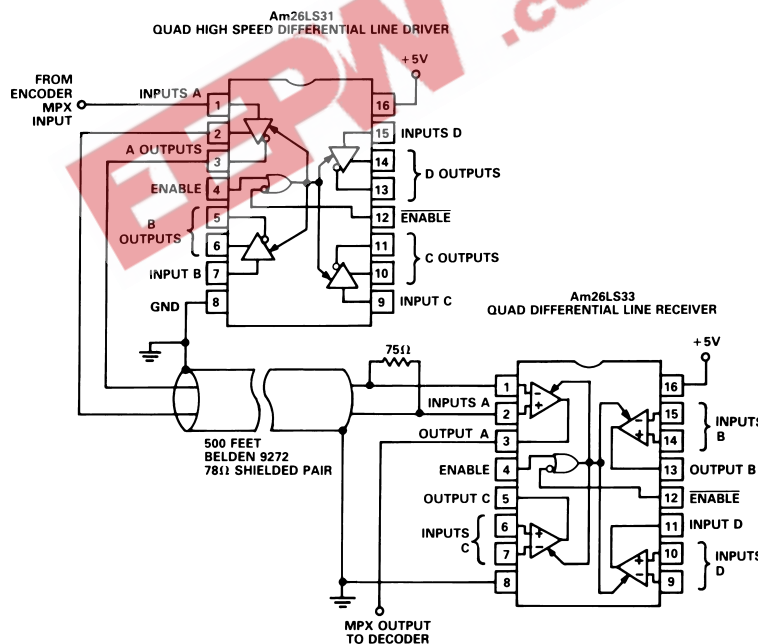 Am26LS31
QUAD HIGH SPEED DIFFERENTIAL LINE DRIVER
EEPW.co
+5V
FROM
ENCODER
MPX
INPUT
INPUTS A
1
16
2
15
INPUTS D
A OUTPUTS
3
14
D OUTPUTS
ENABLE
4
13
B
OUTPUTS
5
12
ENABLE
6
11
C OUTPUTS
INPUT B
7
10
GND
8
9
INPUT C
Am26LS33
QUAD DIFFERENTIAL LINE RECEIVER
+5V
75Ω
500 FEET
BELDEN 9272
78Ω SHIELDED PAIR
1
16
INPUTS A
2
15
INPUTS
B
OUTPUT A
3
14
ENABLE
4
13
OUTPUT B
OUTPUT C
5
12
ENABLE
INPUTS
C
6
11
INPUT D
7
10
INPUTS
D
8
9
+
-
+
-
+
-
+
-
MPX OUTPUT
TO DECODER